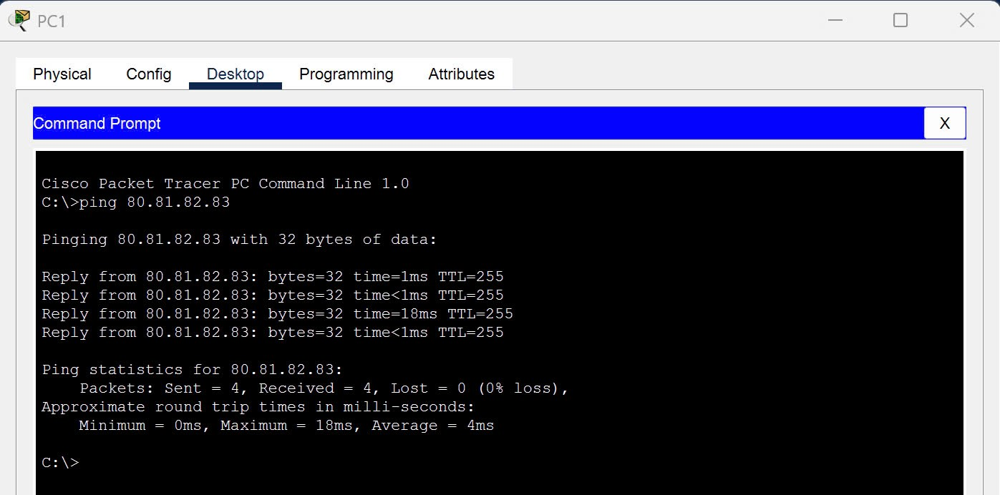 PC1
Physical Config Desktop Programming Attributes
Command Prompt X
Cisco Packet Tracer PC Command Line 1.0
C:\>ping 80.81.82.83
Pinging 80.81.82.83 with 32 bytes of data:
Reply from 80.81.82.83: bytes=32 time=1ms TTL=255
Reply from 80.81.82.83: bytes=32 time<1ms TTL=255
Reply from 80.81.82.83: bytes=32 time=18ms TTL=255
Reply from 80.81.82.83: bytes=32 time<1ms TTL=255
Ping statistics for 80.81.82.83:
Packets: Sent = 4, Received = 4, Lost = 0 (0% loss),
Approximate round trip times in milli-seconds:
Minimum = 0ms, Maximum = 18ms, Average = 4ms
C:\>